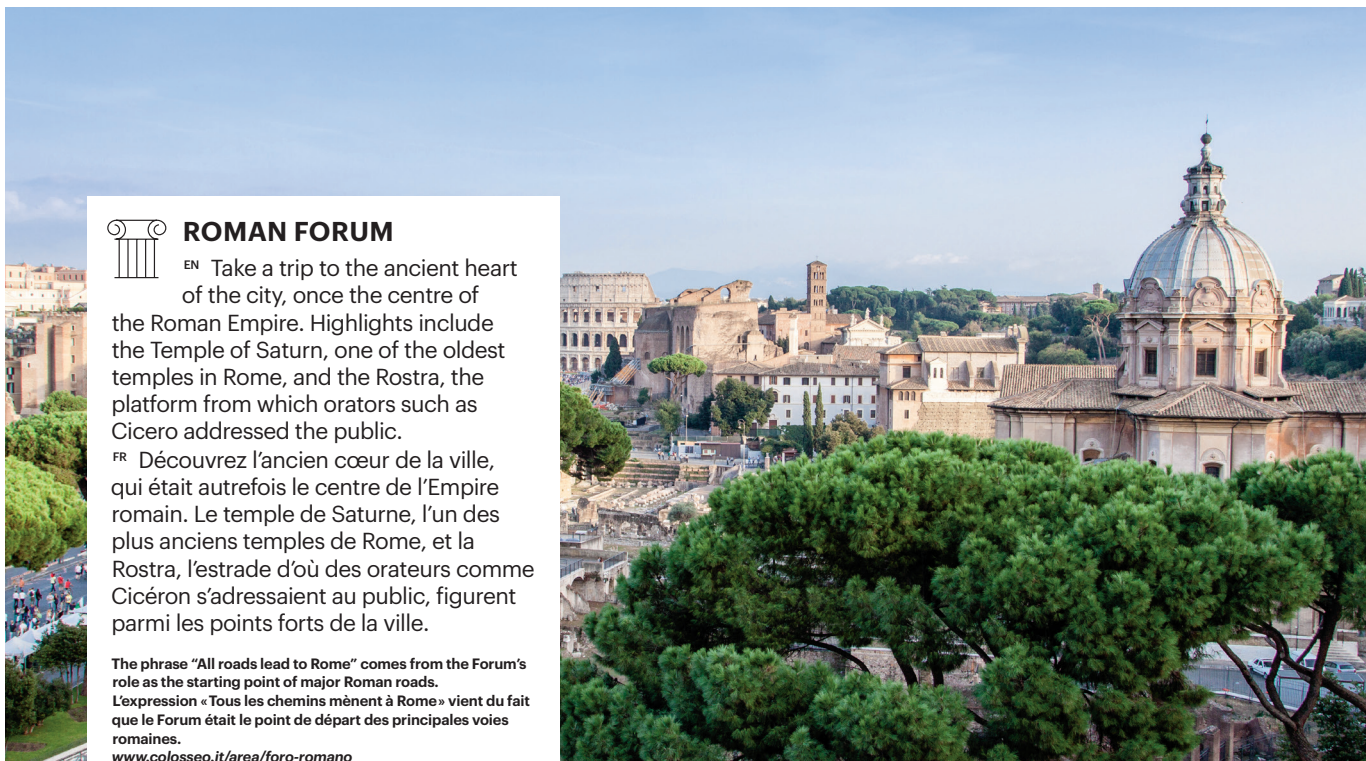 ROMAN FORUM
EN Take a trip to the ancient heart
of the city, once the centre of
the Roman Empire. Highlights include
the Temple of Saturn, one of the oldest
temples in Rome, and the Rostra, the
platform from which orators such as
Cicero addressed the public.
FR Découvrez l’ancien cœur de la ville,
qui était autrefois le centre de l’Empire
romain. Le temple de Saturne, l’un des
plus anciens temples de Rome, et la
Rostra, l’estrade d’où des orateurs comme
Cicéron s’adressaient au public, figurent
parmi les points forts de la ville.
The phrase “All roads lead to Rome” comes from the Forum’s
role as the starting point of major Roman roads.
L’expression «Tous les chemins mènent à Rome» vient du fait
que le Forum était le point de départ des principales voies
romaines.
www.colosseo.it/area/foro-romano